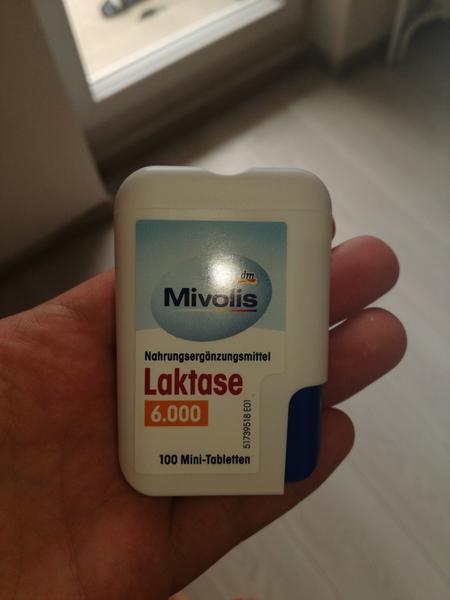 dm
Mivolis
Nahrungsergänzungsmittel
Laktase
6.000
51739518 E01
100 Mini-Tabletten